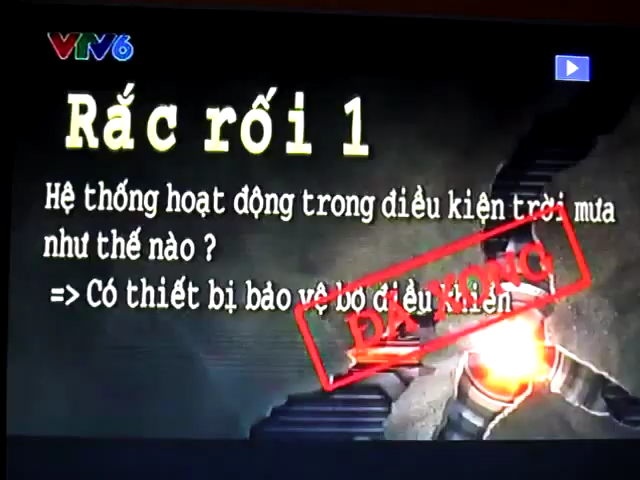 VTV6
Rắc rối 1
Hệ thống hoạt động trong điều kiện trời mưa
như thế nào ?
=> Có thiết bị bảo vệ bộ điều khiển
ĐÃ XONG